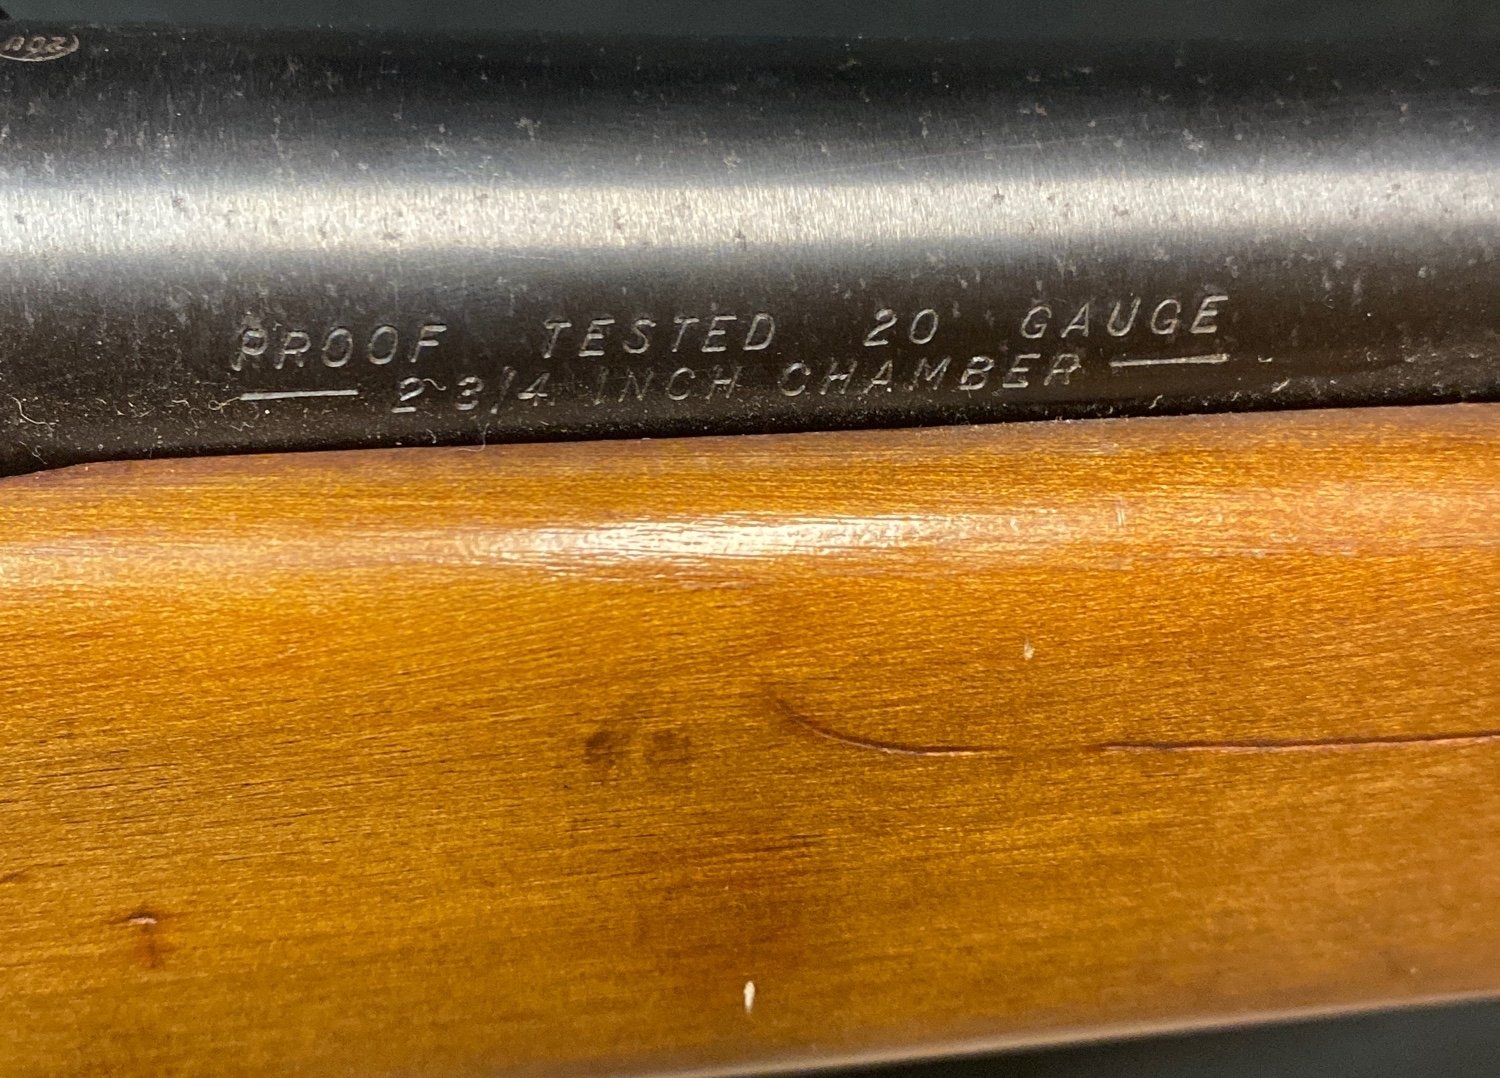 PROOF TESTED 20 GAUGE
— 2 3/4 INCH CHAMBER —